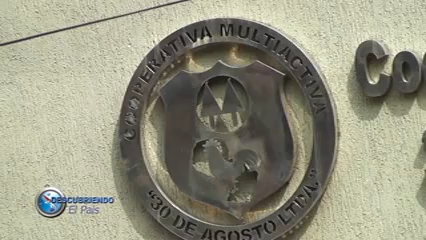 COOPERATIVA MULTIACTIVA
"30 DE AGOSTO LTDA."
Co
DESCUBRIENDO
El País